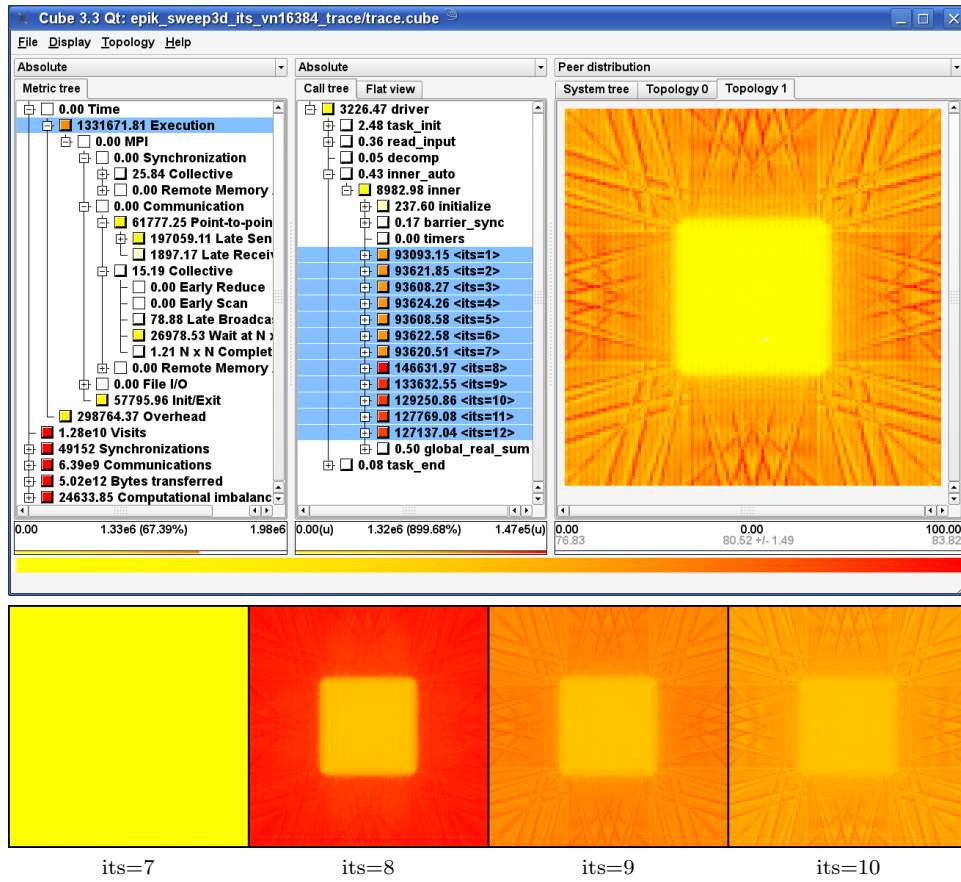 Cube 3.3 Qt: epik_sweep3d_its_vn16384_trace/trace.cube
File Display Topology Help
Absolute
Metric tree
0.00 Time
1331671.81 Execution
0.00 MPI
0.00 Synchronization
25.84 Collective
0.00 Remote Memory
0.00 Communication
61777.25 Point-to-poin
197059.11 Late Sen
1897.17 Late Receiv
15.19 Collective
0.00 Early Reduce
0.00 Early Scan
78.88 Late Broadca
26978.53 Wait at N x
1.21 N x N Complet
0.00 Remote Memory
0.00 File I/O
57795.96 Init/Exit
298764.37 Overhead
1.28e10 Visits
49152 Synchronizations
6.39e9 Communications
5.02e12 Bytes transferred
24633.85 Computational imbalanc
0.00 1.33e6 (67.39%) 1.98e6
Absolute
Call tree Flat view
3226.47 driver
2.48 task_init
0.36 read_input
0.05 decomp
0.43 inner_auto
8982.98 inner
237.60 initialize
0.17 barrier_sync
0.00 timers
93093.15 <its=1>
93621.85 <its=2>
93608.27 <its=3>
93624.26 <its=4>
93608.58 <its=5>
93622.58 <its=6>
93620.51 <its=7>
146631.97 <its=8>
133632.55 <its=9>
129250.86 <its=10>
127769.08 <its=11>
127137.04 <its=12>
0.50 global_real_sum
0.08 task_end
0.00(u) 1.32e6 (899.68%) 1.47e5(u)
Peer distribution
System tree Topology 0 Topology 1
0.00 0.00 100.00
76.83 80.52 +/- 1.49 83.82
its=7 its=8 its=9 its=10